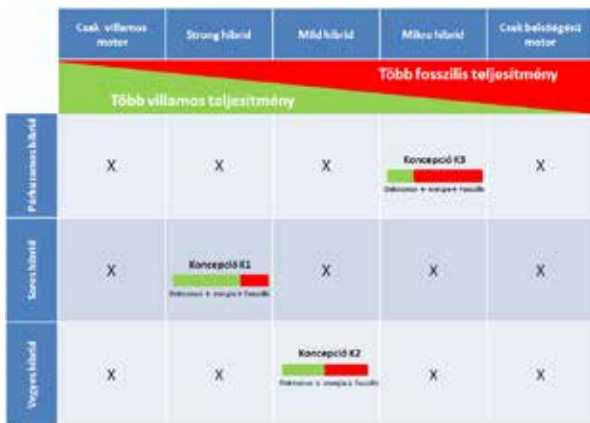 Csak villamos motor
Strong hibrid
Mild hibrid
Mikro hibrid
Csak belsőégésű motor
Több fosszilis teljesítmény
Több villamos teljesítmény
Párhuzamos hibrid
X
X
X
Koncepció K3
X
Soros hibrid
X
Koncepció K1
X
X
X
Vegyes hibrid
X
X
Koncepció K2
X
X